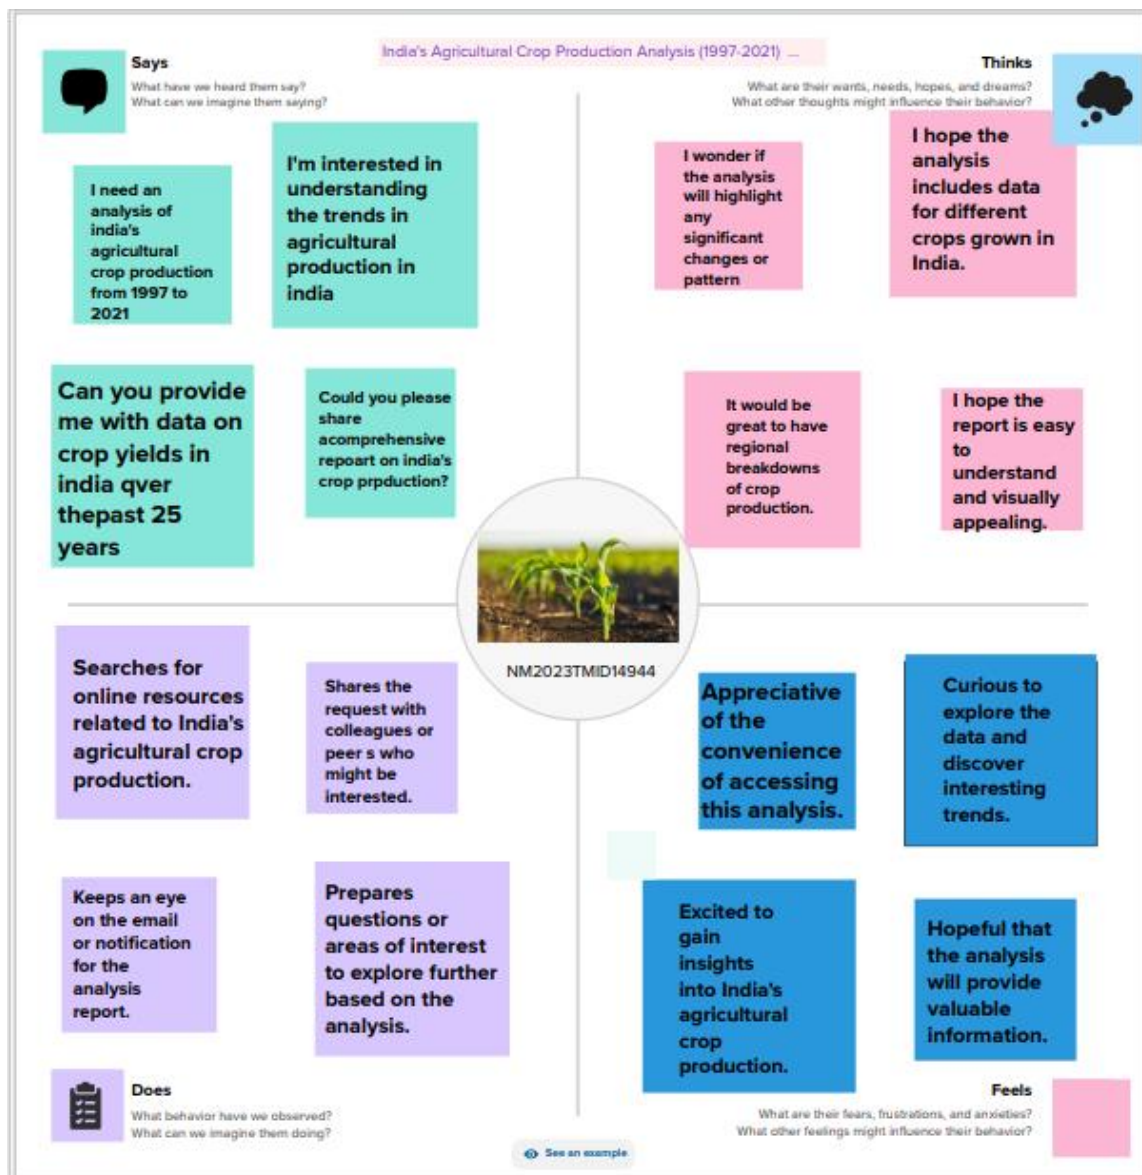 India's Agricultural Crop Production Analysis (1997-2021) ...
Says
What have we heard them say?
What can we imagine them saying?
I need an
analysis of
india's
agricultural
crop production
from 1997 to
2021
I'm interested in
understanding
the trends in
agricultural
production in
india
Can you provide
me with data on
crop yields in
india qver
thepast 25
years
Could you please
share
acomprehensive
repoart on india's
crop prpduction?
Thinks
What are their wants, needs, hopes, and dreams?
What other thoughts might influence their behavior?
I wonder if
the analysis
will highlight
any
significant
changes or
pattern
I hope the
analysis
includes data
for different
crops grown in
India.
It would be
great to have
regional
breakdowns
of crop
production.
I hope the
report is easy
to
understand
and visually
appealing.
NM2023TMID14944
Searches for
online resources
related to India's
agricultural crop
production.
Shares the
request with
colleagues or
peer s who
might be
interested.
Keeps an eye
on the email
or notification
for the
analysis
report.
Prepares
questions or
areas of interest
to explore further
based on the
analysis.
Does
What behavior have we observed?
What can we imagine them doing?
Appreciative
of the
convenience
of accessing
this analysis.
Curious to
explore the
data and
discover
interesting
trends.
Excited to
gain
insights
into India's
agricultural
crop
production.
Hopeful that
the analysis
will provide
valuable
information.
Feels
What are their fears, frustrations, and anxieties?
What other feelings might influence their behavior?
See an example